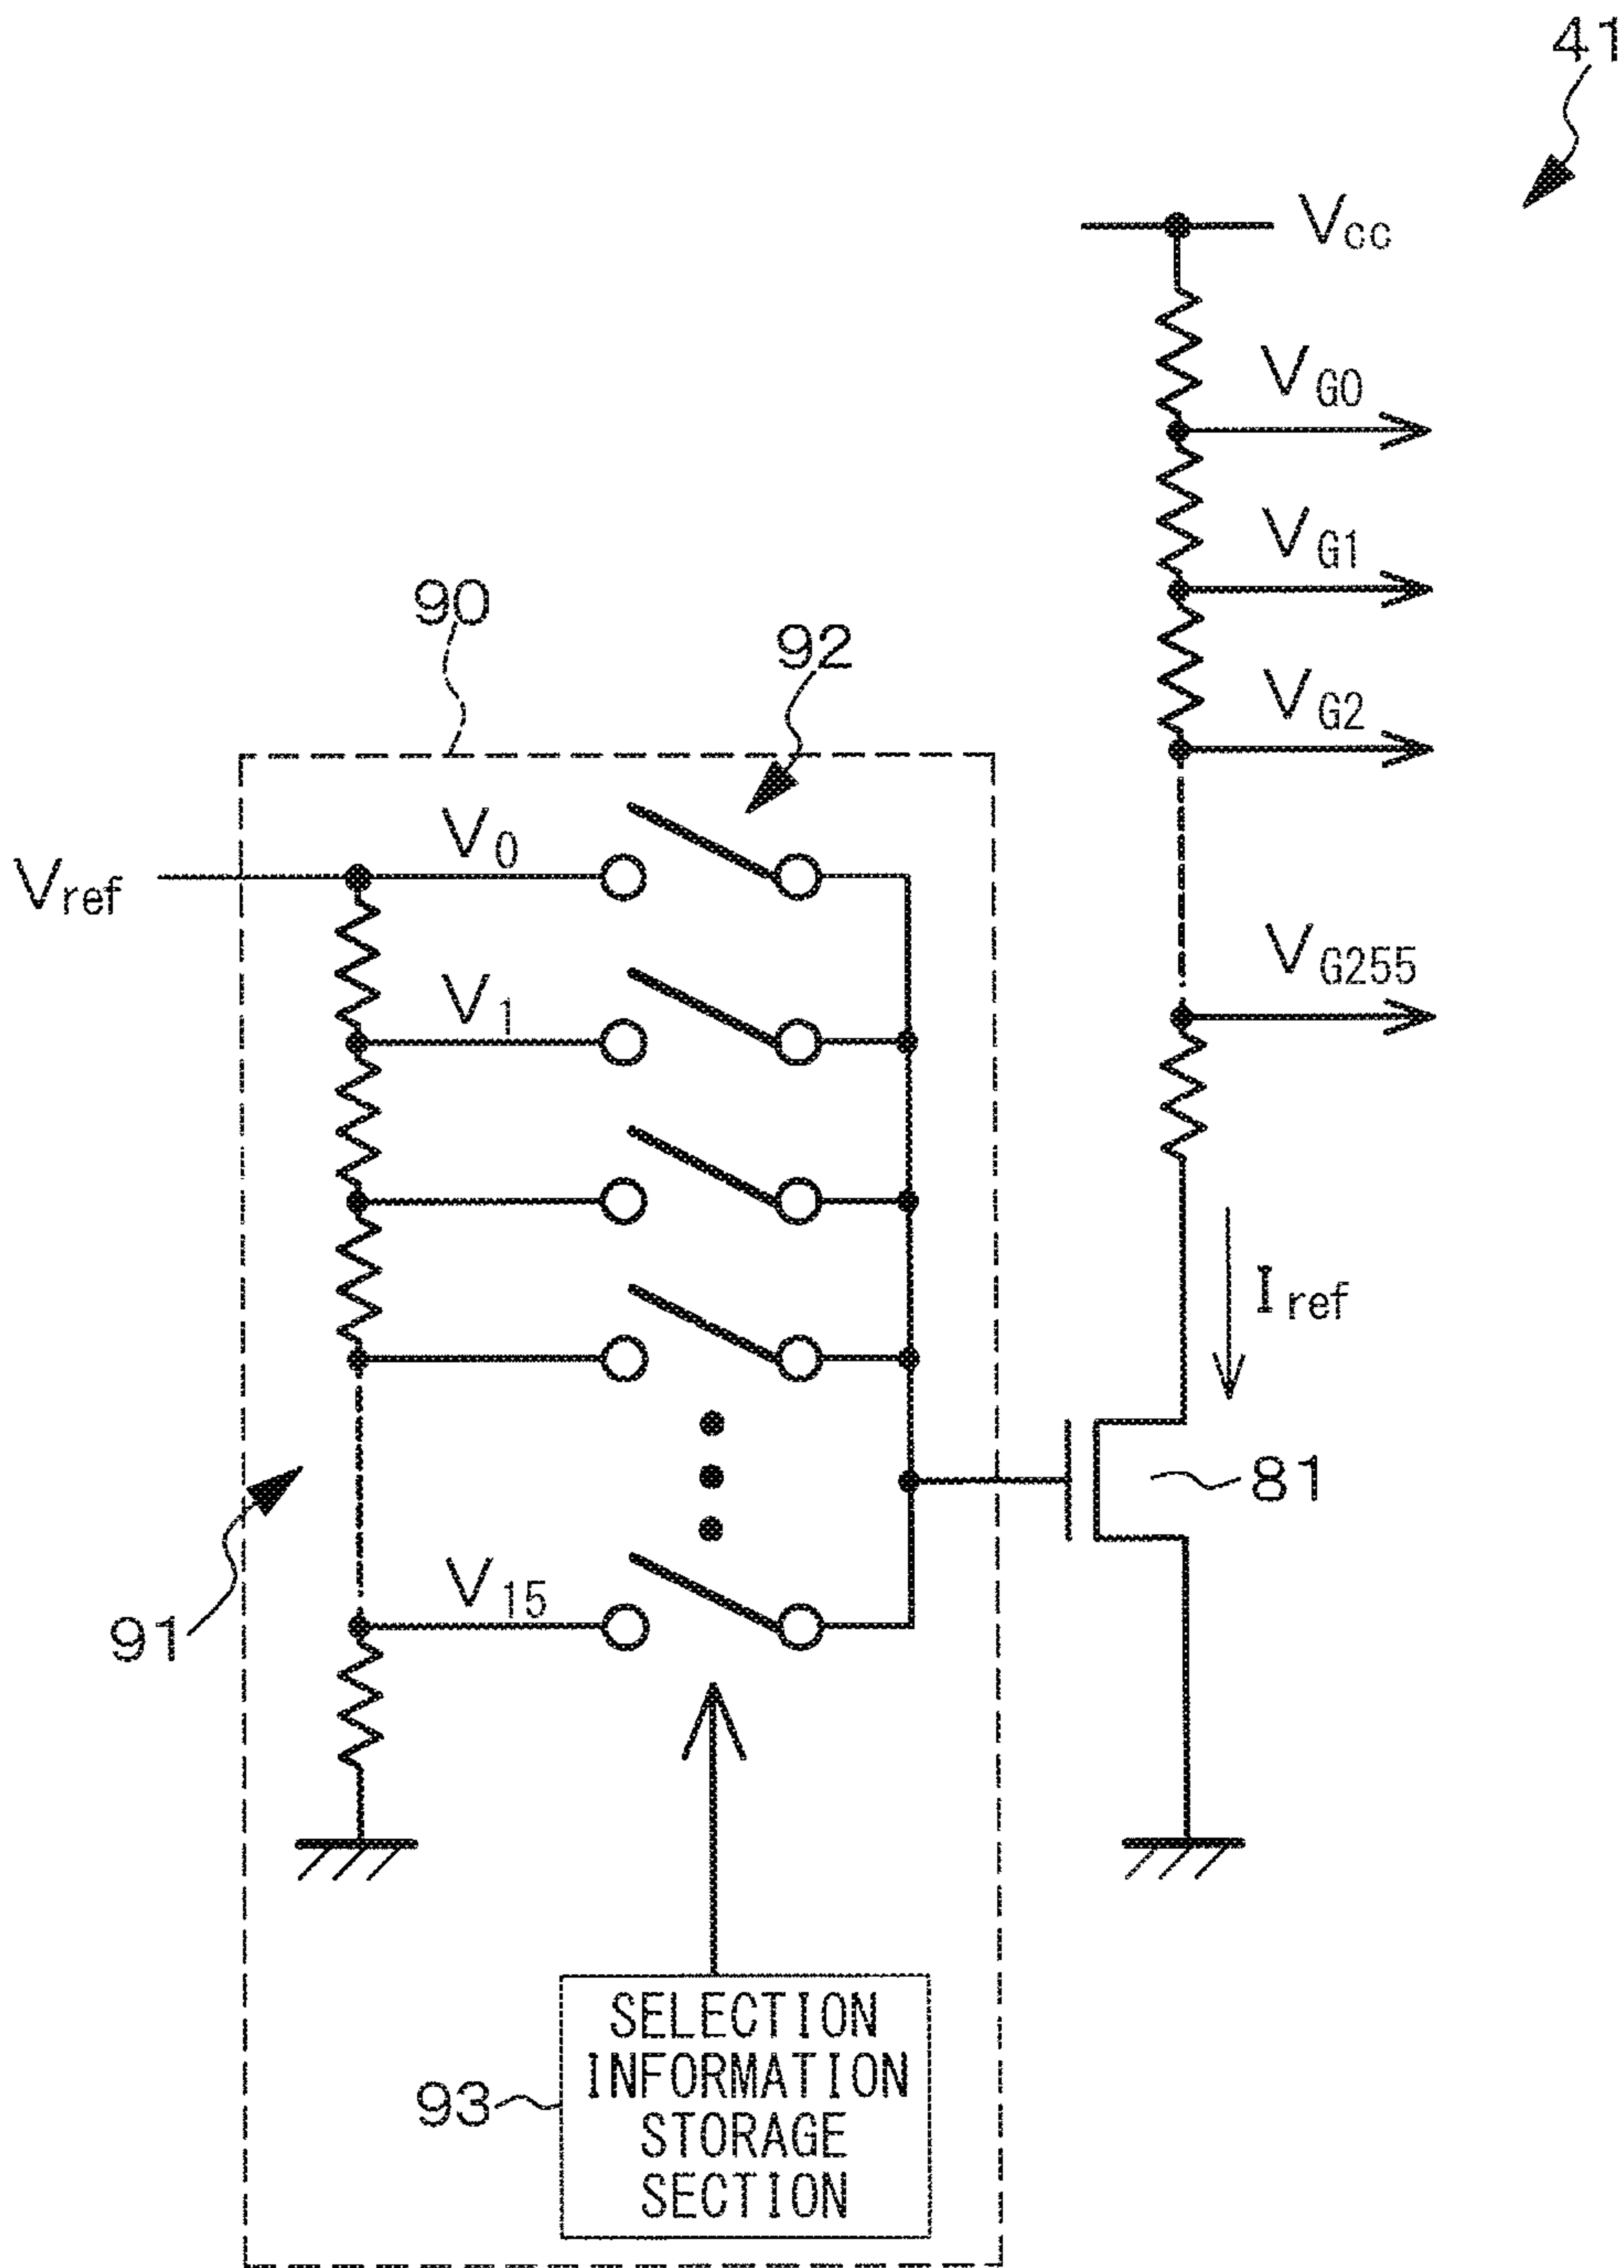 41
Vcc
VG0
VG1
90
92
VG2
V0
Vref
VG255
V1
Iref
81
V15
91
SELECTION
INFORMATION
93
STORAGE
SECTION